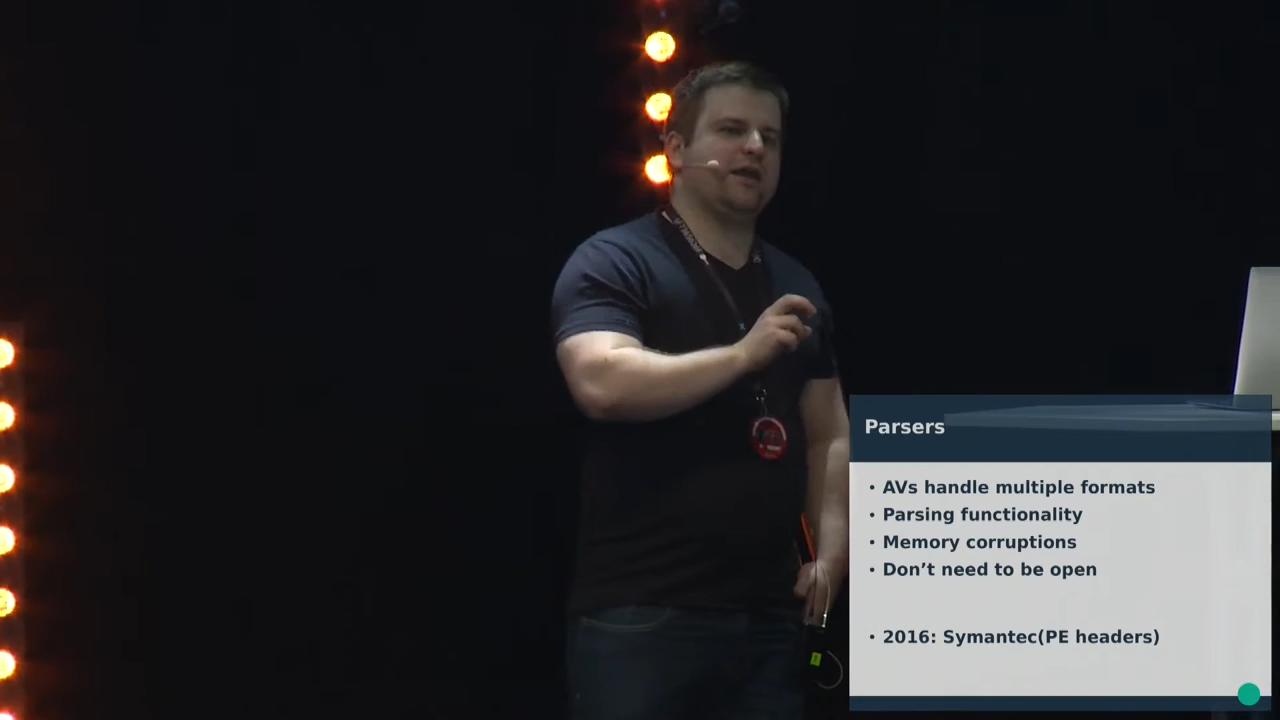 Parsers
• AVs handle multiple formats
• Parsing functionality
• Memory corruptions
• Don’t need to be open
• 2016: Symantec(PE headers)